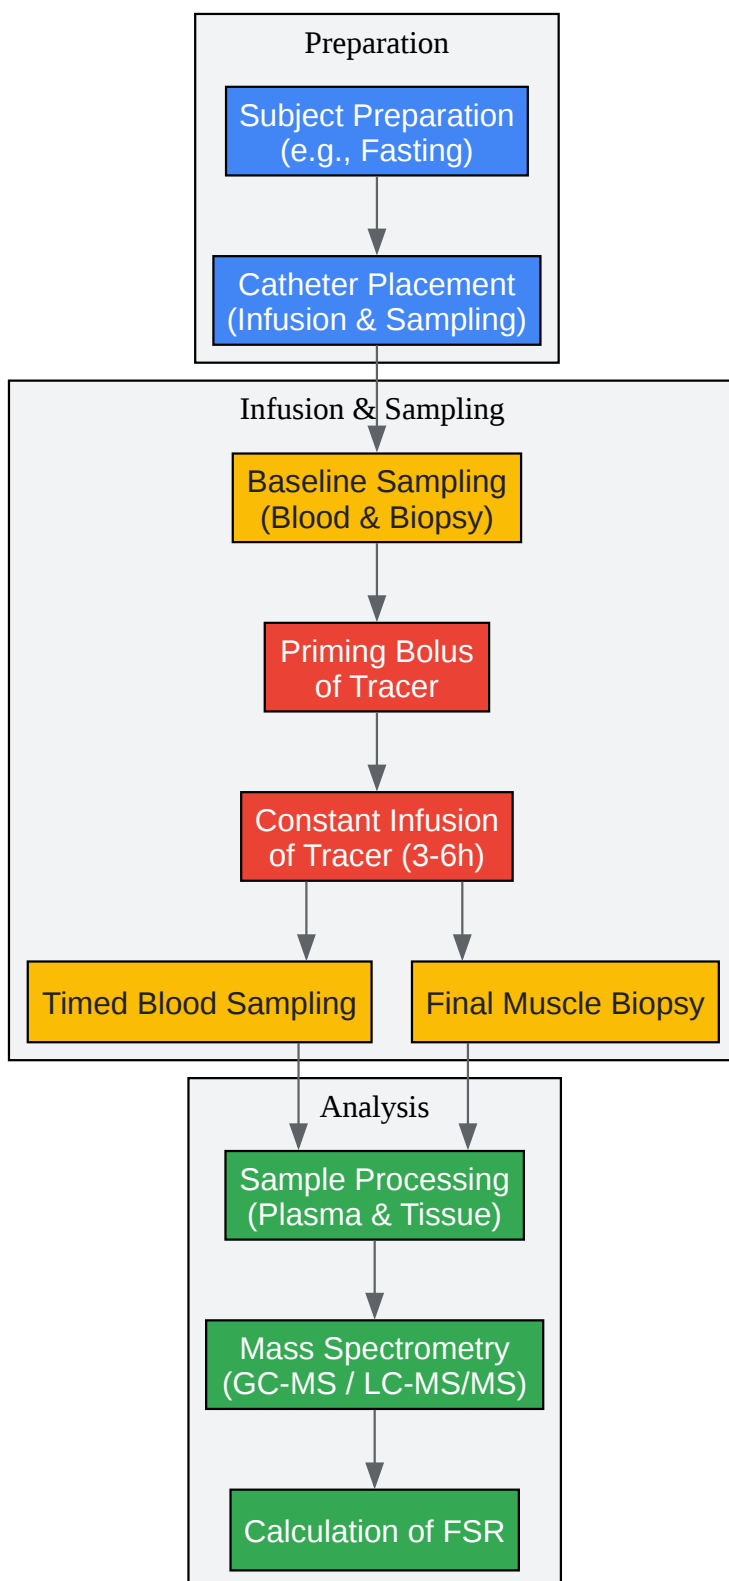 Preparation
Subject Preparation
(e.g., Fasting)
Catheter Placement
(Infusion & Sampling)
Infusion & Sampling
Baseline Sampling
(Blood & Biopsy)
Priming Bolus
of Tracer
Constant Infusion
of Tracer (3-6h)
Timed Blood Sampling
Final Muscle Biopsy
Analysis
Sample Processing
(Plasma & Tissue)
Mass Spectrometry
(GC-MS / LC-MS/MS)
Calculation of FSR